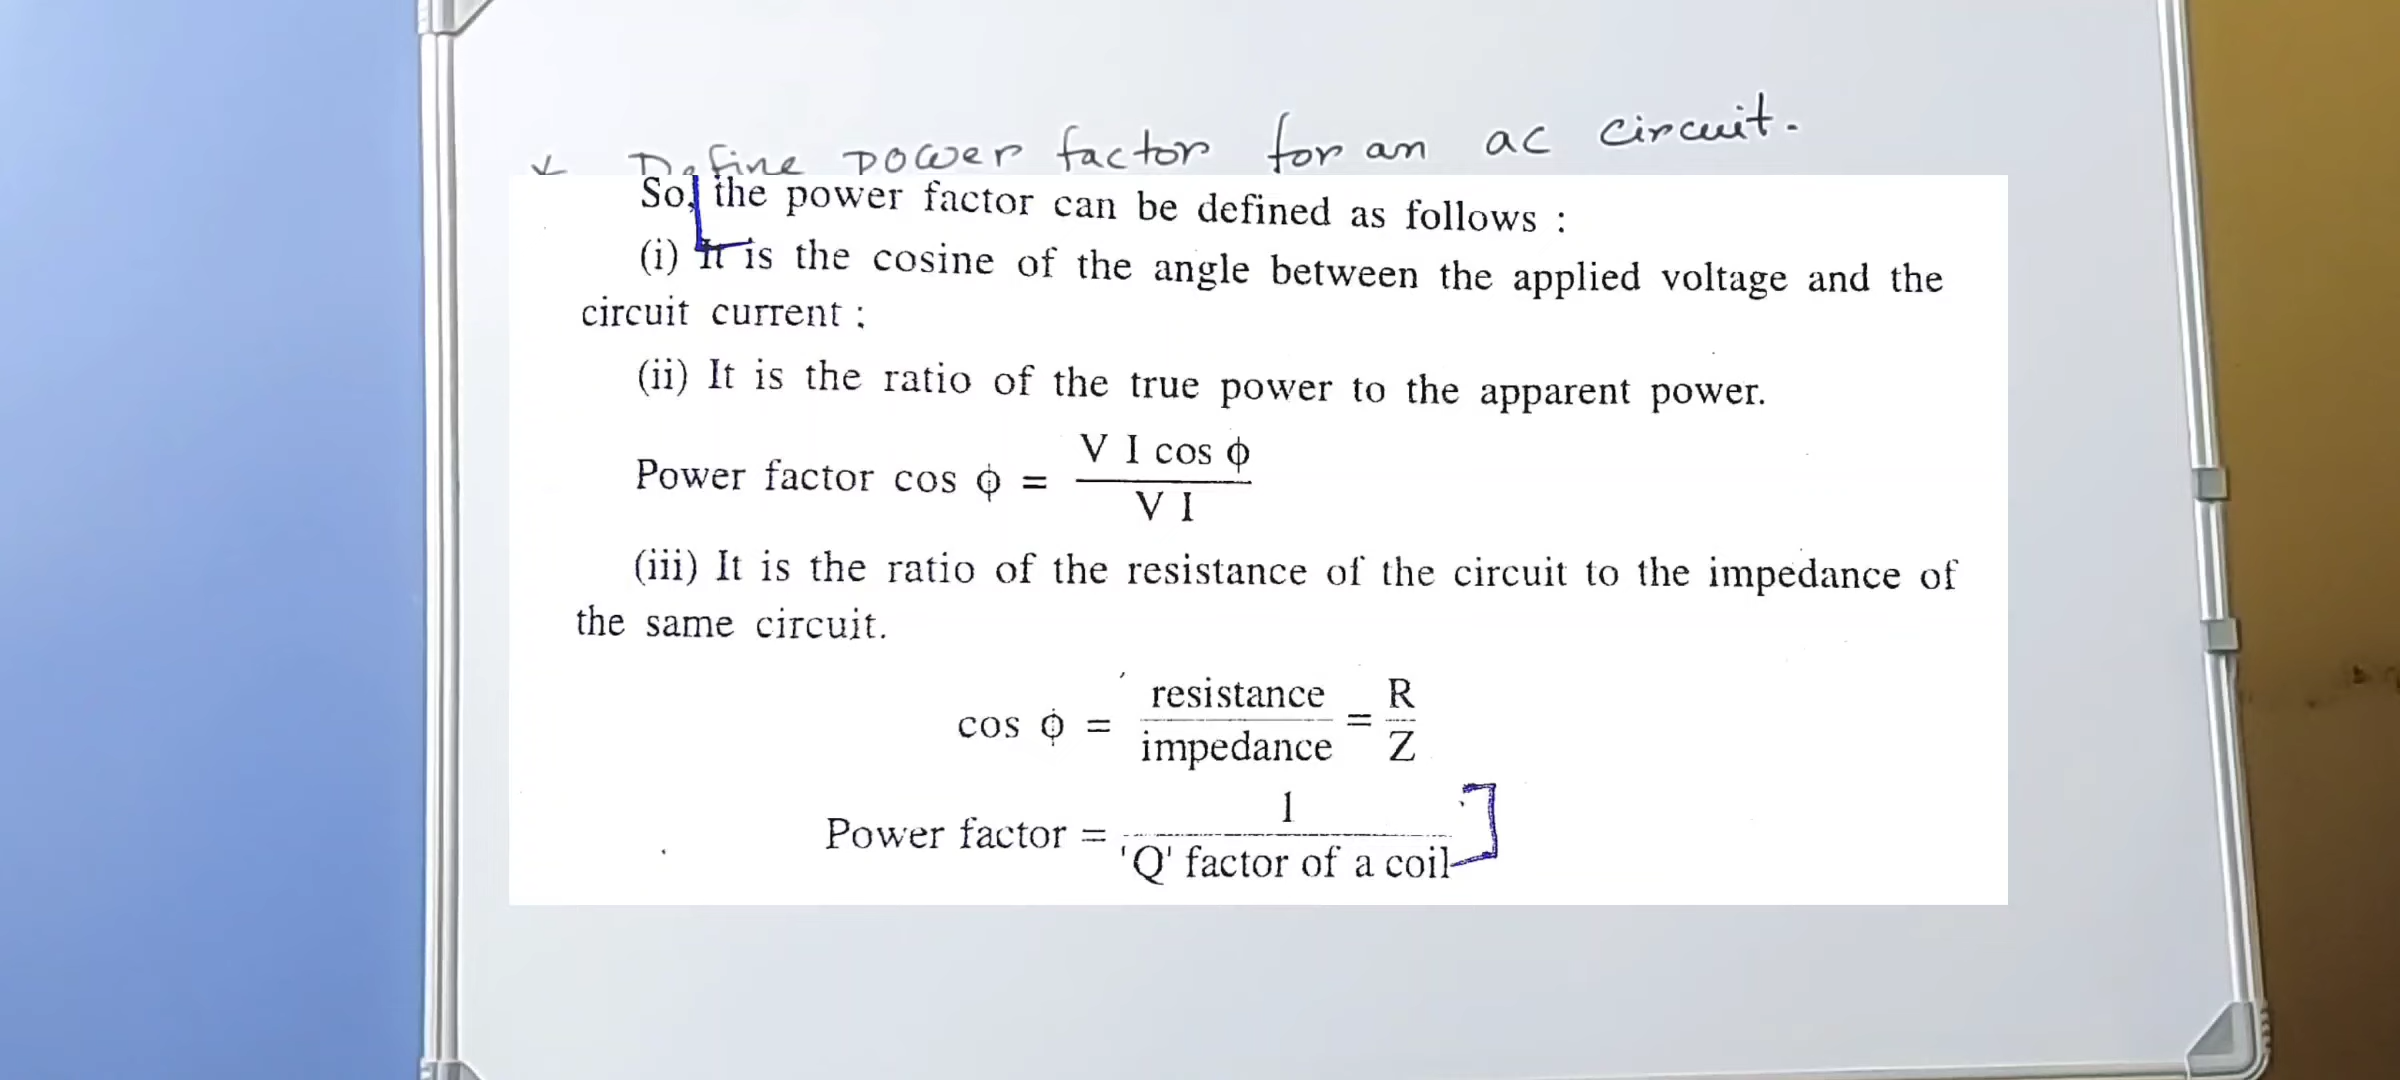 Define power factor for an ac circuit.
So, the power factor can be defined as follows :
(i) It is the cosine of the angle between the applied voltage and the
circuit current ;
(ii) It is the ratio of the true power to the apparent power.
Power factor cos ϕ = V I cos ϕ / V I
(iii) It is the ratio of the resistance of the circuit to the impedance of
the same circuit.
cos ϕ = resistance / impedance = R / Z
Power factor = 1 / 'Q' factor of a coil